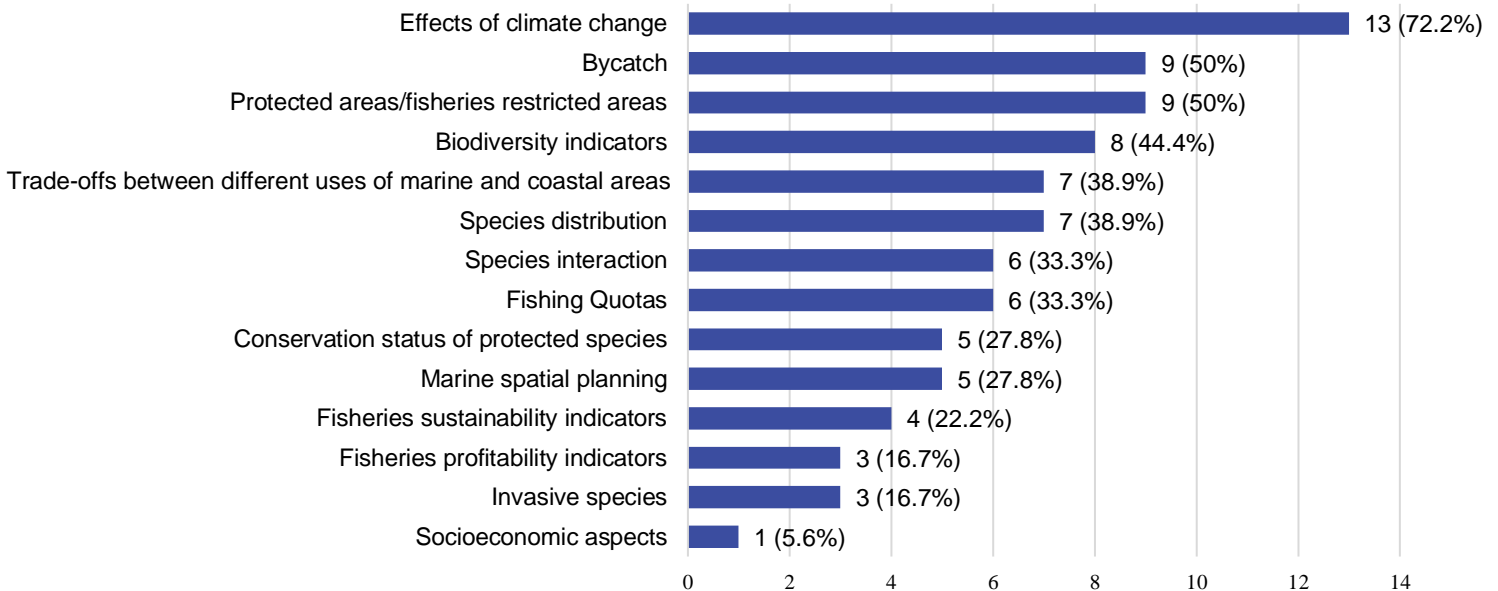 Effects of climate change 13 (72.2%)
Bycatch 9 (50%)
Protected areas/fisheries restricted areas 9 (50%)
Biodiversity indicators 8 (44.4%)
Trade-offs between different uses of marine and coastal areas 7 (38.9%)
Species distribution 7 (38.9%)
Species interaction 6 (33.3%)
Fishing Quotas 6 (33.3%)
Conservation status of protected species 5 (27.8%)
Marine spatial planning 5 (27.8%)
Fisheries sustainability indicators 4 (22.2%)
Fisheries profitability indicators 3 (16.7%)
Invasive species 3 (16.7%)
Socioeconomic aspects 1 (5.6%)
0 2 4 6 8 10 12 14